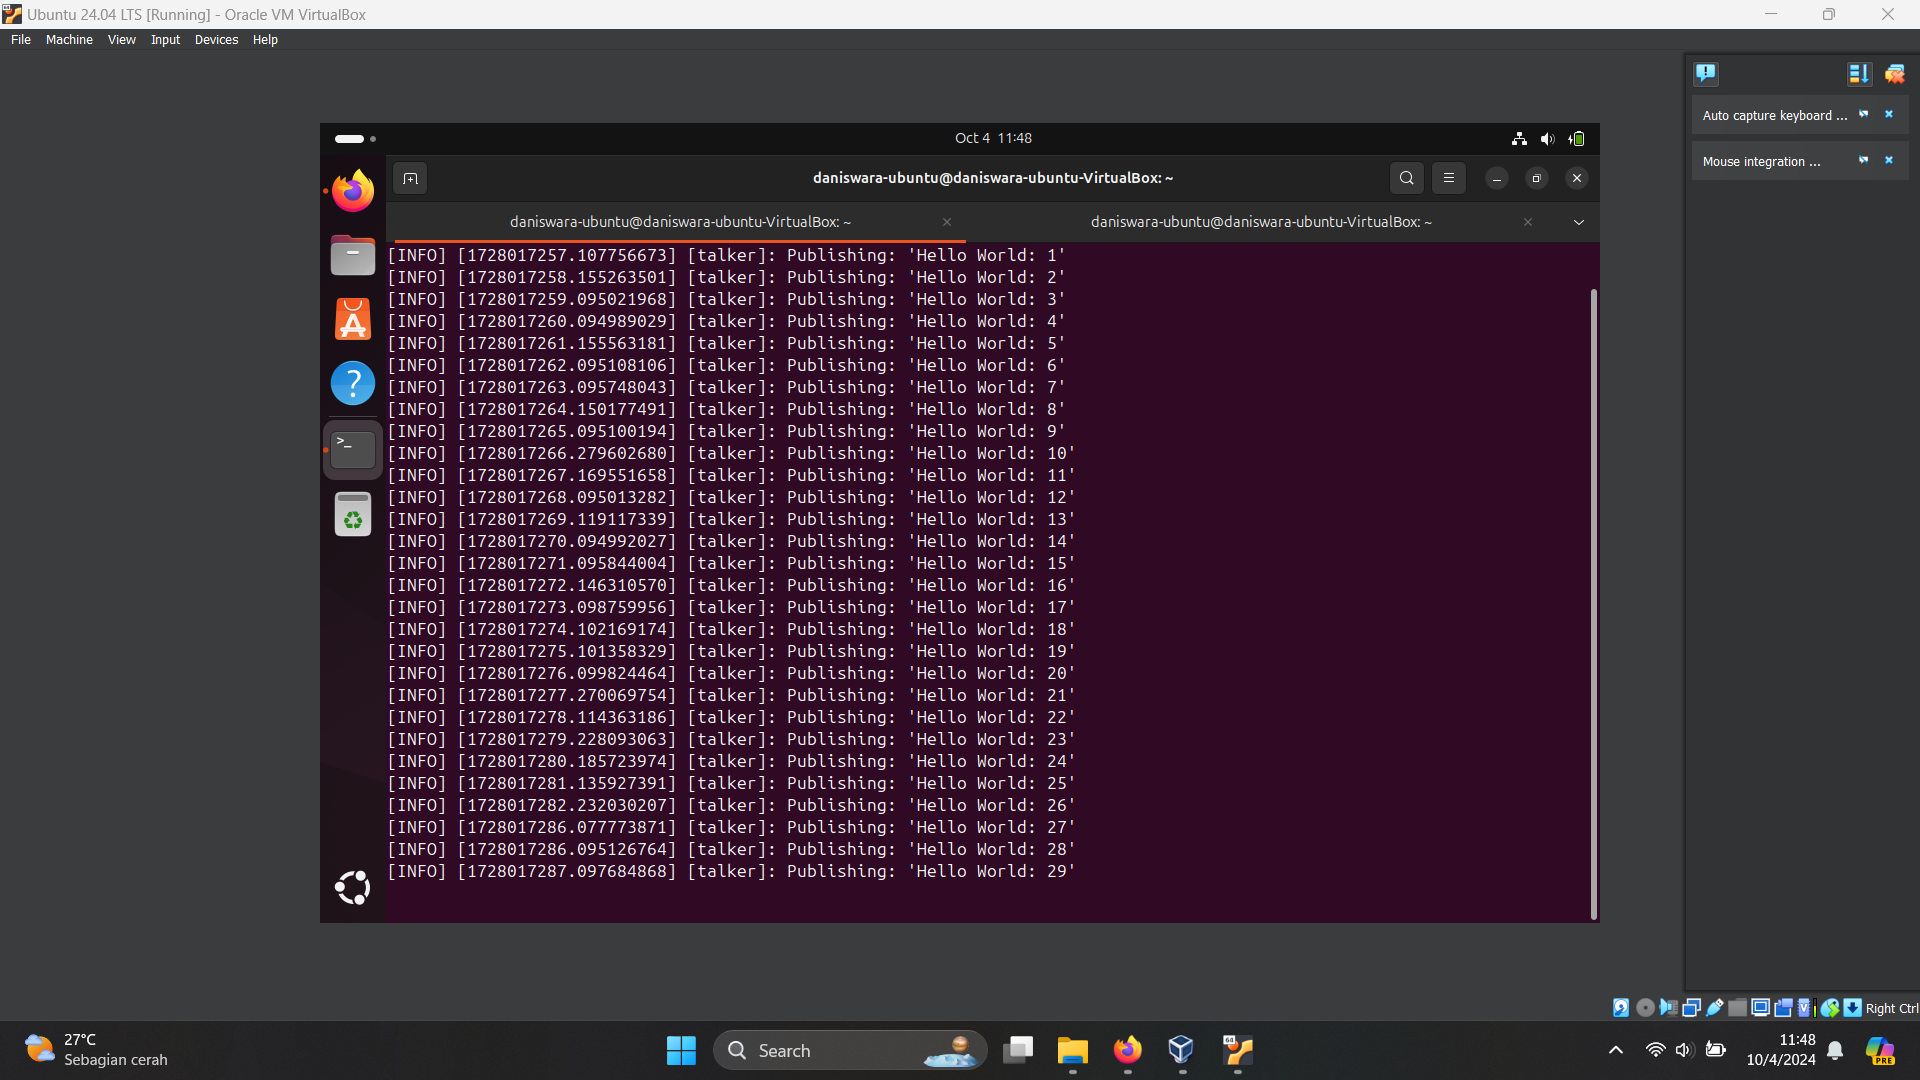 Ubuntu 24.04 LTS [Running] - Oracle VM VirtualBox
File Machine View Input Devices Help
Auto capture keyboard ...
Mouse integration ...
Oct 4 11:48
daniswara-ubuntu@daniswara-ubuntu-VirtualBox: ~
daniswara-ubuntu@daniswara-ubuntu-VirtualBox: ~ daniswara-ubuntu@daniswara-ubuntu-VirtualBox: ~
[INFO] [1728017257.107756673] [talker]: Publishing: 'Hello World: 1'
[INFO] [1728017258.155263501] [talker]: Publishing: 'Hello World: 2'
[INFO] [1728017259.095021968] [talker]: Publishing: 'Hello World: 3'
[INFO] [1728017260.094989029] [talker]: Publishing: 'Hello World: 4'
[INFO] [1728017261.155563181] [talker]: Publishing: 'Hello World: 5'
[INFO] [1728017262.095108106] [talker]: Publishing: 'Hello World: 6'
[INFO] [1728017263.095748043] [talker]: Publishing: 'Hello World: 7'
[INFO] [1728017264.150177491] [talker]: Publishing: 'Hello World: 8'
[INFO] [1728017265.095100194] [talker]: Publishing: 'Hello World: 9'
[INFO] [1728017266.279602680] [talker]: Publishing: 'Hello World: 10'
[INFO] [1728017267.169551658] [talker]: Publishing: 'Hello World: 11'
[INFO] [1728017268.095013282] [talker]: Publishing: 'Hello World: 12'
[INFO] [1728017269.119117339] [talker]: Publishing: 'Hello World: 13'
[INFO] [1728017270.094992027] [talker]: Publishing: 'Hello World: 14'
[INFO] [1728017271.095844004] [talker]: Publishing: 'Hello World: 15'
[INFO] [1728017272.146310570] [talker]: Publishing: 'Hello World: 16'
[INFO] [1728017273.098759956] [talker]: Publishing: 'Hello World: 17'
[INFO] [1728017274.102169174] [talker]: Publishing: 'Hello World: 18'
[INFO] [1728017275.101358329] [talker]: Publishing: 'Hello World: 19'
[INFO] [1728017276.099824464] [talker]: Publishing: 'Hello World: 20'
[INFO] [1728017277.270069754] [talker]: Publishing: 'Hello World: 21'
[INFO] [1728017278.114363186] [talker]: Publishing: 'Hello World: 22'
[INFO] [1728017279.228093063] [talker]: Publishing: 'Hello World: 23'
[INFO] [1728017280.185723974] [talker]: Publishing: 'Hello World: 24'
[INFO] [1728017281.135927391] [talker]: Publishing: 'Hello World: 25'
[INFO] [1728017282.232030207] [talker]: Publishing: 'Hello World: 26'
[INFO] [1728017286.077773871] [talker]: Publishing: 'Hello World: 27'
[INFO] [1728017286.095126764] [talker]: Publishing: 'Hello World: 28'
[INFO] [1728017287.097684868] [talker]: Publishing: 'Hello World: 29'
Right Ctrl
27°C
Sebagian cerah
Search
64
11:48
10/4/2024
PRE